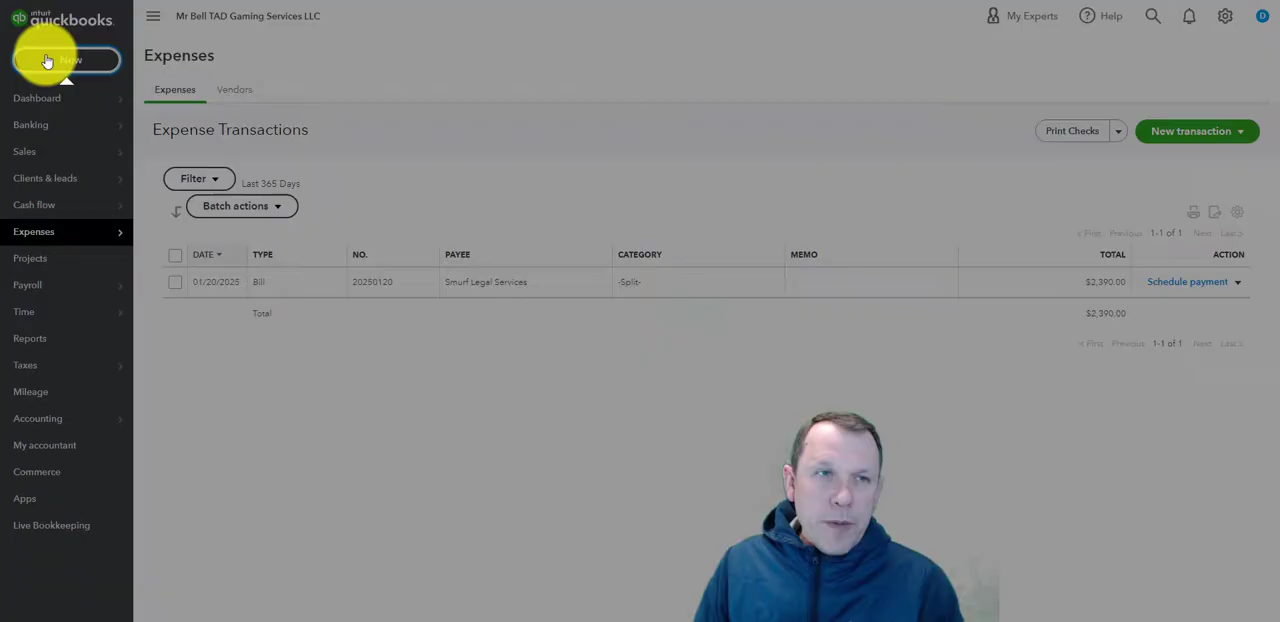 intuit
quickbooks.
Mr Bell TAD Gaming Services LLC
My Experts
Help
D
New
Dashboard
Banking
Sales
Clients & leads
Cash flow
Expenses
Projects
Payroll
Time
Reports
Taxes
Mileage
Accounting
My accountant
Commerce
Apps
Live Bookkeeping
Expenses
Expenses Vendors
Expense Transactions
Print Checks
New transaction
Filter
Last 365 Days
Batch actions
< First Previous 1-1 of 1 Next Last >
DATE TYPE NO. PAYEE CATEGORY MEMO TOTAL ACTION
01/20/2025 Bill 20250120 Smurf Legal Services -Split- $2,390.00 Schedule payment
Total $2,390.00
< First Previous 1-1 of 1 Next Last >